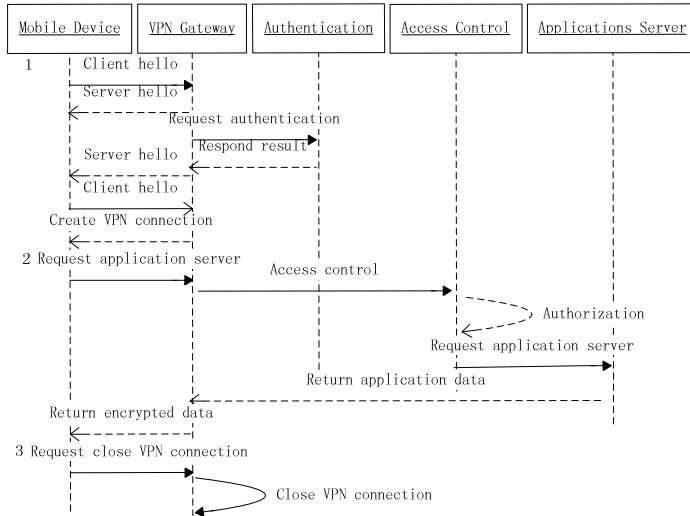 Mobile Device VPN Gateway Authentication Access Control Applications Server
1 Client hello
Server hello
Request authentication
Respond result
Server hello
Client hello
Create VPN connection
2 Request application server
Access control
Authorization
Request application server
Return application data
Return encrypted data
3 Request close VPN connection
Close VPN connection